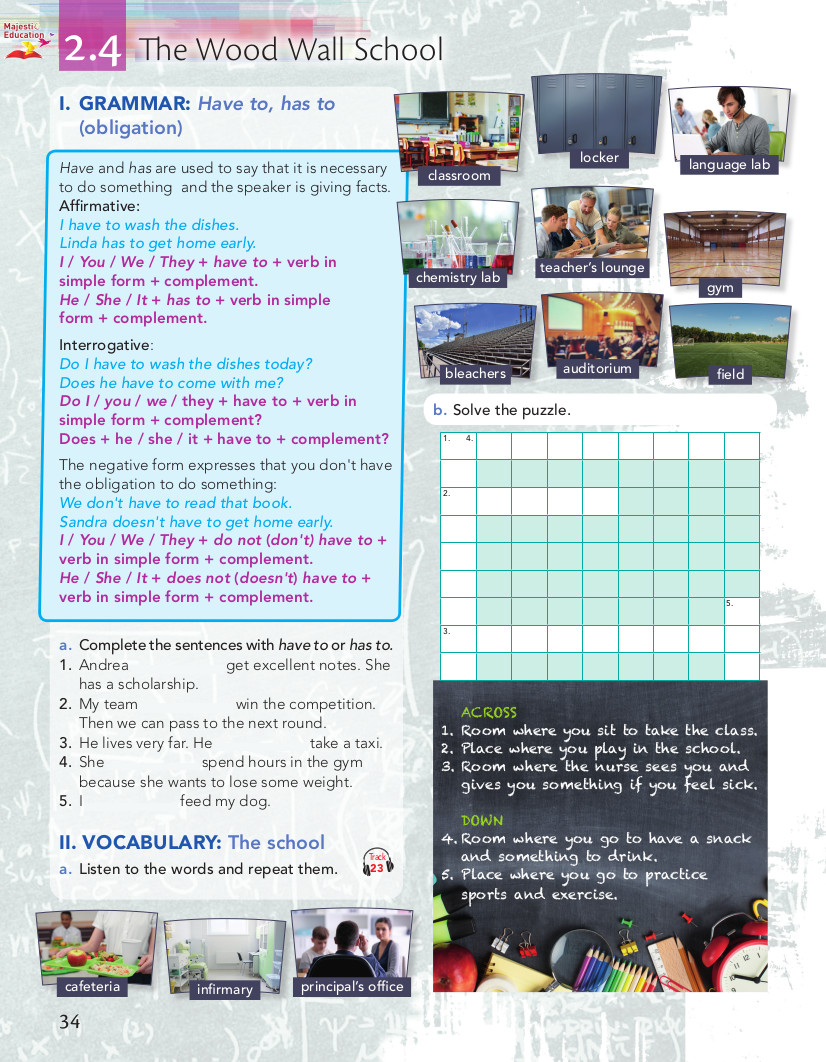 Majestic
Education
2.4 The Wood Wall School
I. GRAMMAR: Have to, has to
(obligation)
Have and has are used to say that it is necessary
to do something and the speaker is giving facts.
Affirmative:
I have to wash the dishes.
Linda has to get home early.
I / You / We / They + have to + verb in
simple form + complement.
He / She / It + has to + verb in simple
form + complement.
Interrogative:
Do I have to wash the dishes today?
Does he have to come with me?
Do I / you / we / they + have to + verb in
simple form + complement?
Does + he / she / it + have to + complement?
The negative form expresses that you don't have
the obligation to do something:
We don't have to read that book.
Sandra doesn't have to get home early.
I / You / We / They + do not (don't) have to +
verb in simple form + complement.
He / She / It + does not (doesn't) have to +
verb in simple form + complement.
a. Complete the sentences with have to or has to.
1. Andrea get excellent notes. She
has a scholarship.
2. My team win the competition.
Then we can pass to the next round.
3. He lives very far. He take a taxi.
4. She spend hours in the gym
because she wants to lose some weight.
5. I feed my dog.
II. VOCABULARY: The school
a. Listen to the words and repeat them.
Track
23
cafeteria
infirmary
principal's office
classroom
locker
language lab
chemistry lab
teacher's lounge
gym
bleachers
auditorium
field
b. Solve the puzzle.
1. 4.
2.
5.
3.
ACROSS
1. Room where you sit to take the class.
2. Place where you play in the school.
3. Room where the nurse sees you and
gives you something if you feel sick.
DOWN
4. Room where you go to have a snack
and something to drink.
5. Place where you go to practice
sports and exercise.
34